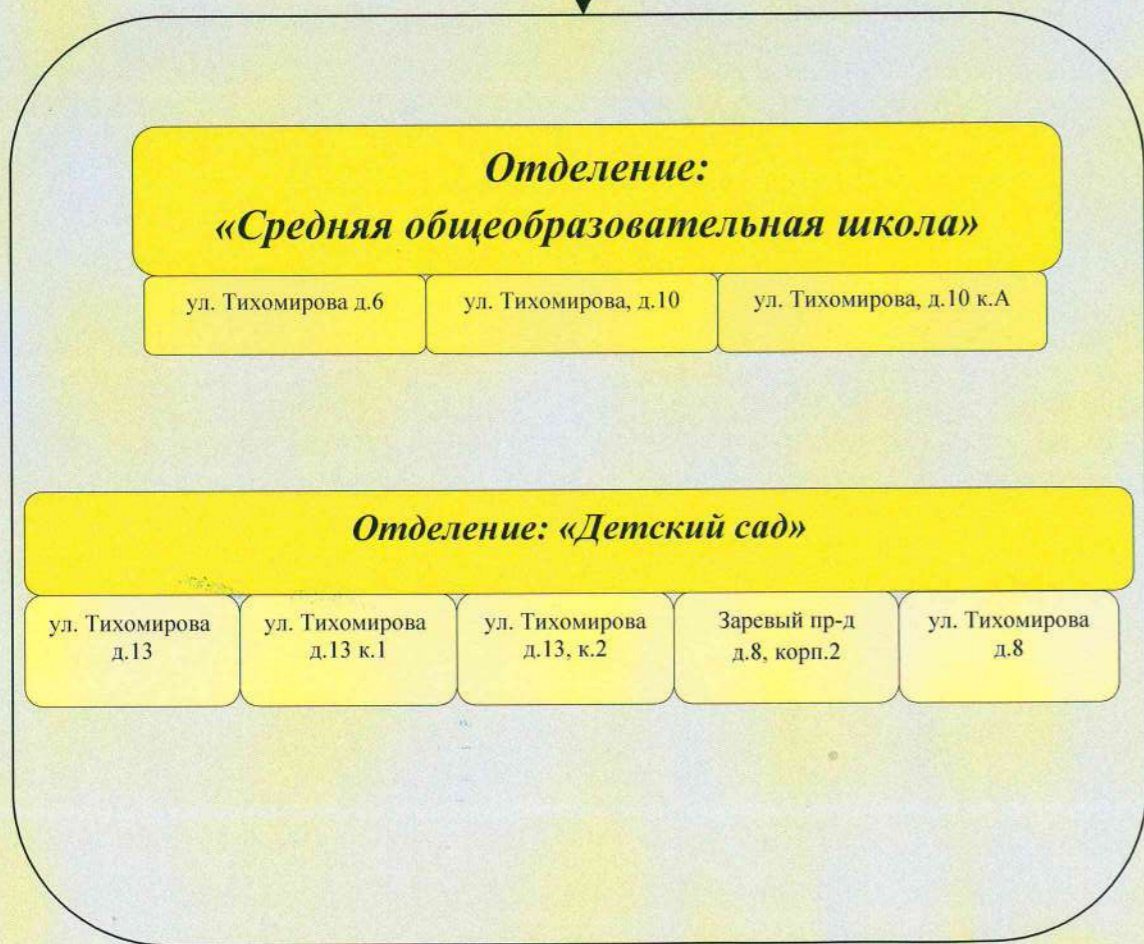 Отделение:
«Средняя общеобразовательная школа»
ул. Тихомирова д.6
ул. Тихомирова, д.10
ул. Тихомирова, д.10 к.А
Отделение: «Детский сад»
ул. Тихомирова
д.13
ул. Тихомирова
д.13 к.1
ул. Тихомирова
д.13, к.2
Заревый пр-д
д.8, корп.2
ул. Тихомирова
д.8